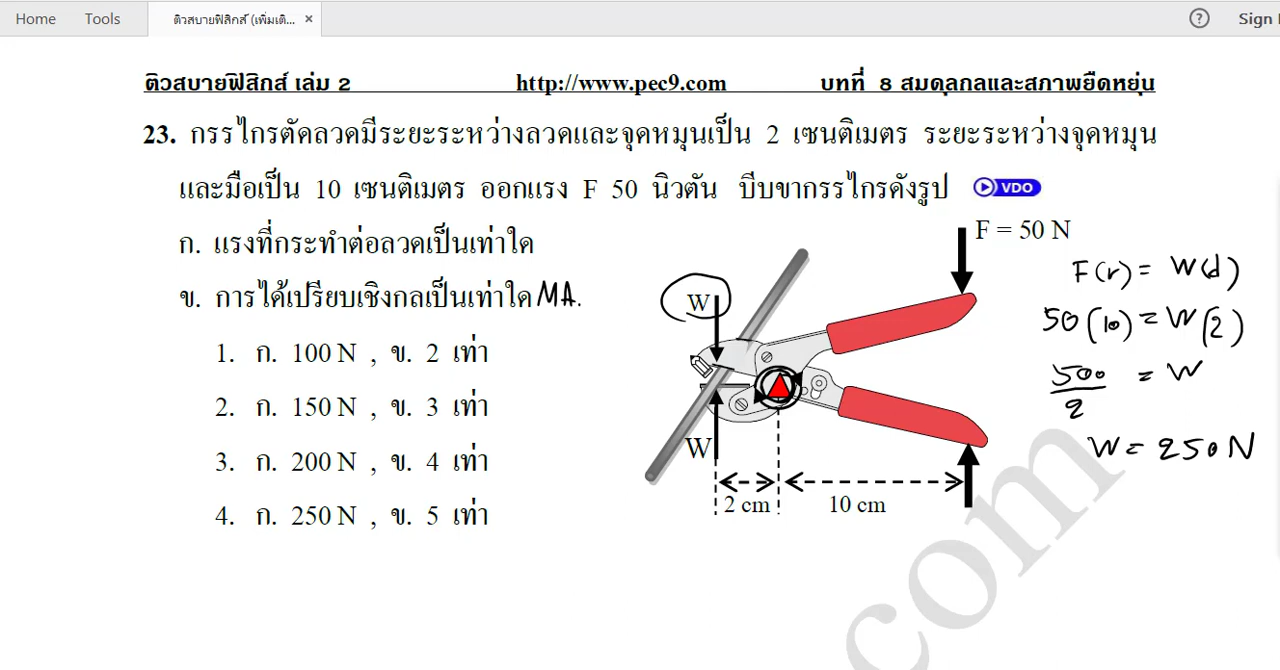 Home Tools ติวสบายฟิสิกส์ (เพิ่มเติ... × ? Sign
ติวสบายฟิสิกส์ เล่ม 2 http://www.pec9.com บทที่ 8 สมดุลกลและสภาพยืดหยุ่น
23. กรรไกรตัดลวดมีระยะระหว่างลวดและจุดหมุนเป็น 2 เซนติเมตร ระยะระหว่างจุดหมุน
และมือเป็น 10 เซนติเมตร ออกแรง F 50 นิวตัน บีบขากรรไกรดังรูป VDO
ก. แรงที่กระทำต่อลวดเป็นเท่าใด
ข. การได้เปรียบเชิงกลเป็นเท่าใด MA.
1. ก. 100 N , ข. 2 เท่า
2. ก. 150 N , ข. 3 เท่า
3. ก. 200 N , ข. 4 เท่า
4. ก. 250 N , ข. 5 เท่า
F = 50 N
W
W
2 cm 10 cm
F(r) = W(d)
50(10) = W(2)
500/2 = W
W = 250N
com